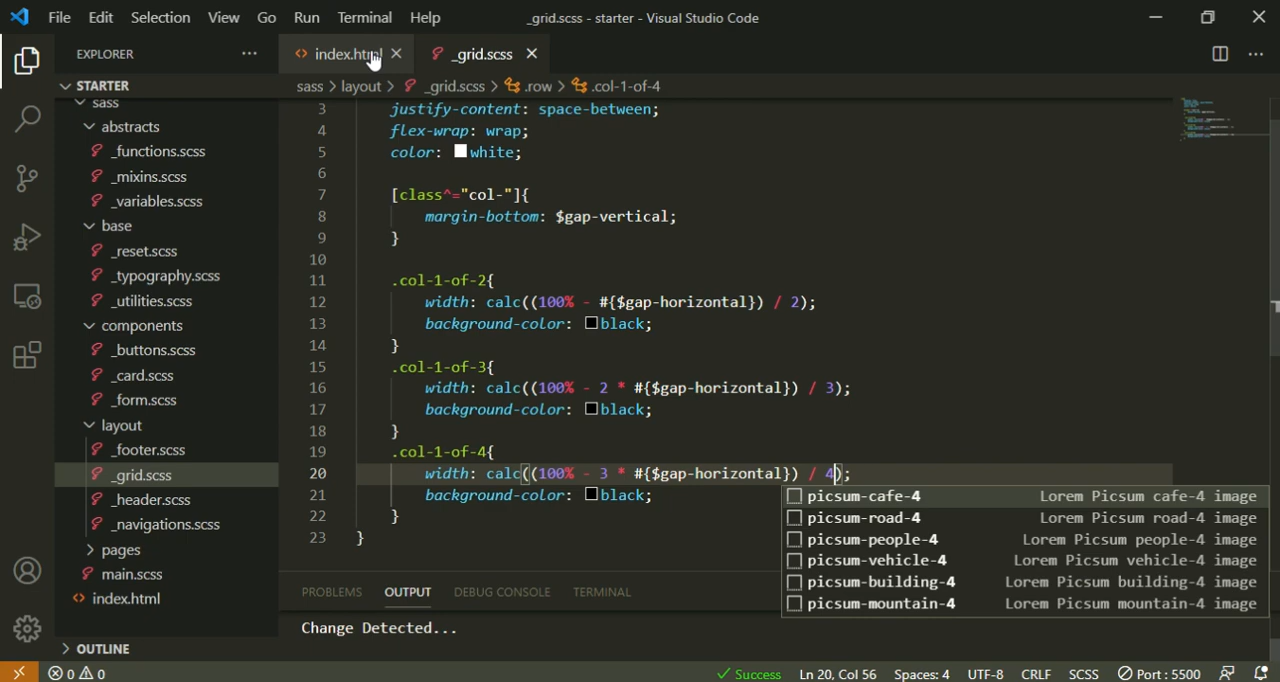 File Edit Selection View Go Run Terminal Help _grid.scss - starter - Visual Studio Code
EXPLORER ··· index.html _grid.scss
STARTER sass > layout > _grid.scss > .row > .col-1-of-4
sass
abstracts
_functions.scss
_mixins.scss
_variables.scss
base
_reset.scss
_typography.scss
_utilities.scss
components
_buttons.scss
_card.scss
_form.scss
layout
_footer.scss
_grid.scss
_header.scss
_navigations.scss
pages
main.scss
index.html
OUTLINE
3 justify-content: space-between;
4 flex-wrap: wrap;
5 color: white;
6
7 [class^="col-"]{
8 margin-bottom: $gap-vertical;
9 }
10
11 .col-1-of-2{
12 width: calc((100% - #{$gap-horizontal}) / 2);
13 background-color: black;
14 }
15 .col-1-of-3{
16 width: calc((100% - 2 * #{$gap-horizontal}) / 3);
17 background-color: black;
18 }
19 .col-1-of-4{
20 width: calc((100% - 3 * #{$gap-horizontal}) / 4);
21 background-color: black;
22 }
23 }
picsum-cafe-4 Lorem Picsum cafe-4 image
picsum-road-4 Lorem Picsum road-4 image
picsum-people-4 Lorem Picsum people-4 image
picsum-vehicle-4 Lorem Picsum vehicle-4 image
picsum-building-4 Lorem Picsum building-4 image
picsum-mountain-4 Lorem Picsum mountain-4 image
PROBLEMS OUTPUT DEBUG CONSOLE TERMINAL
Change Detected...
0 0 Success Ln 20, Col 56 Spaces: 4 UTF-8 CRLF SCSS Port : 5500